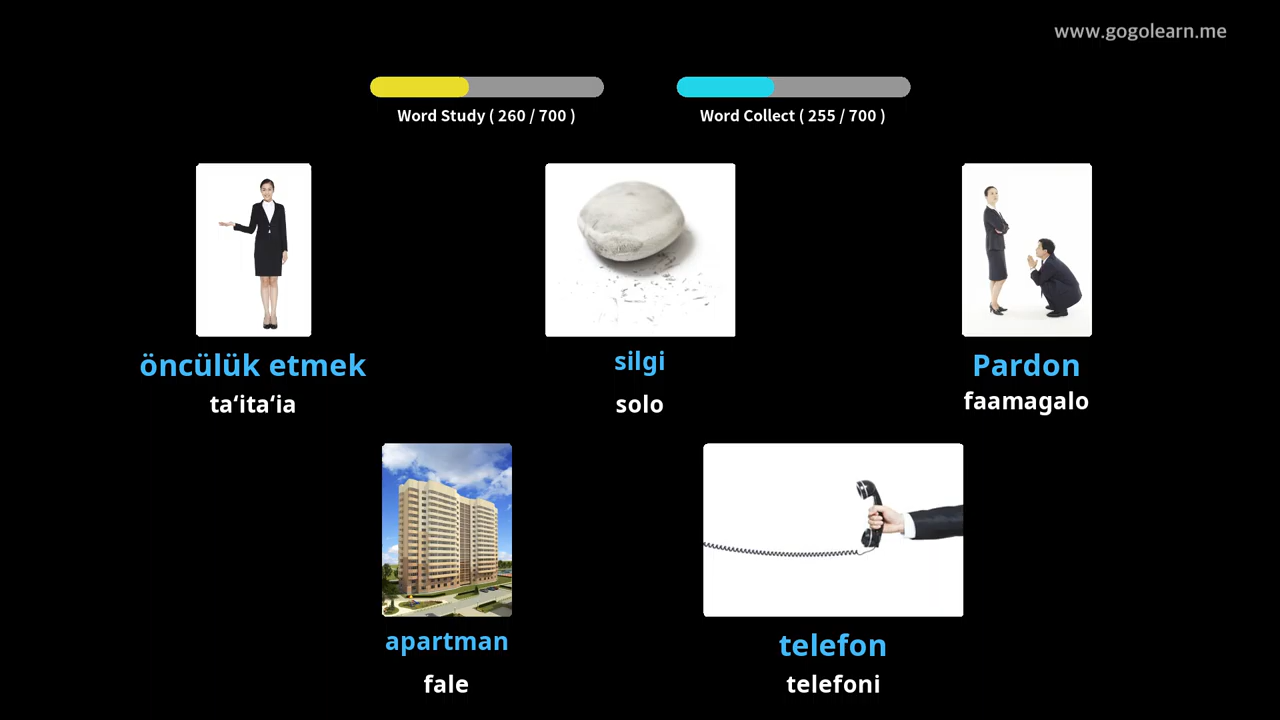 www.gogolearn.me
Word Study ( 260 / 700 )
Word Collect ( 255 / 700 )
öncülük etmek
silgi
Pardon
ta‘ita‘ia
solo
faamagalo
apartman
telefon
fale
telefoni